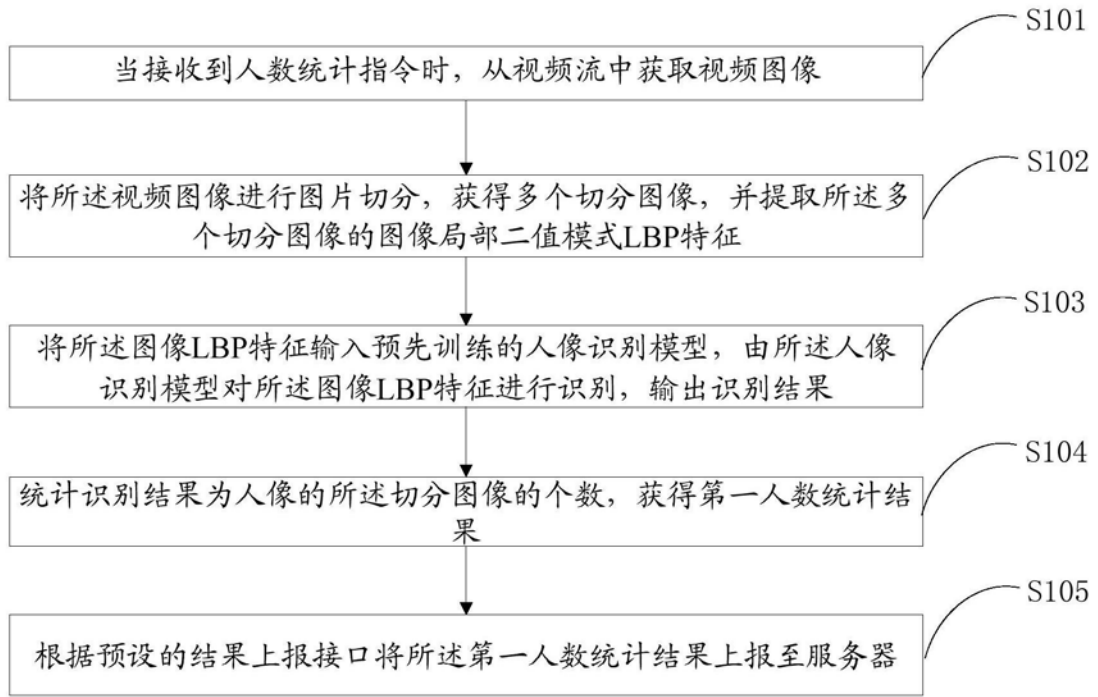 S101
当接收到人数统计指令时，从视频流中获取视频图像
S102
将所述视频图像进行图片切分，获得多个切分图像，并提取所述多
个切分图像的图像局部二值模式LBP特征
S103
将所述图像LBP特征输入预先训练的人像识别模型，由所述人像
识别模型对所述图像LBP特征进行识别，输出识别结果
S104
统计识别结果为人像的所述切分图像的个数，获得第一人数统计结
果
S105
根据预设的结果上报接口将所述第一人数统计结果上报至服务器